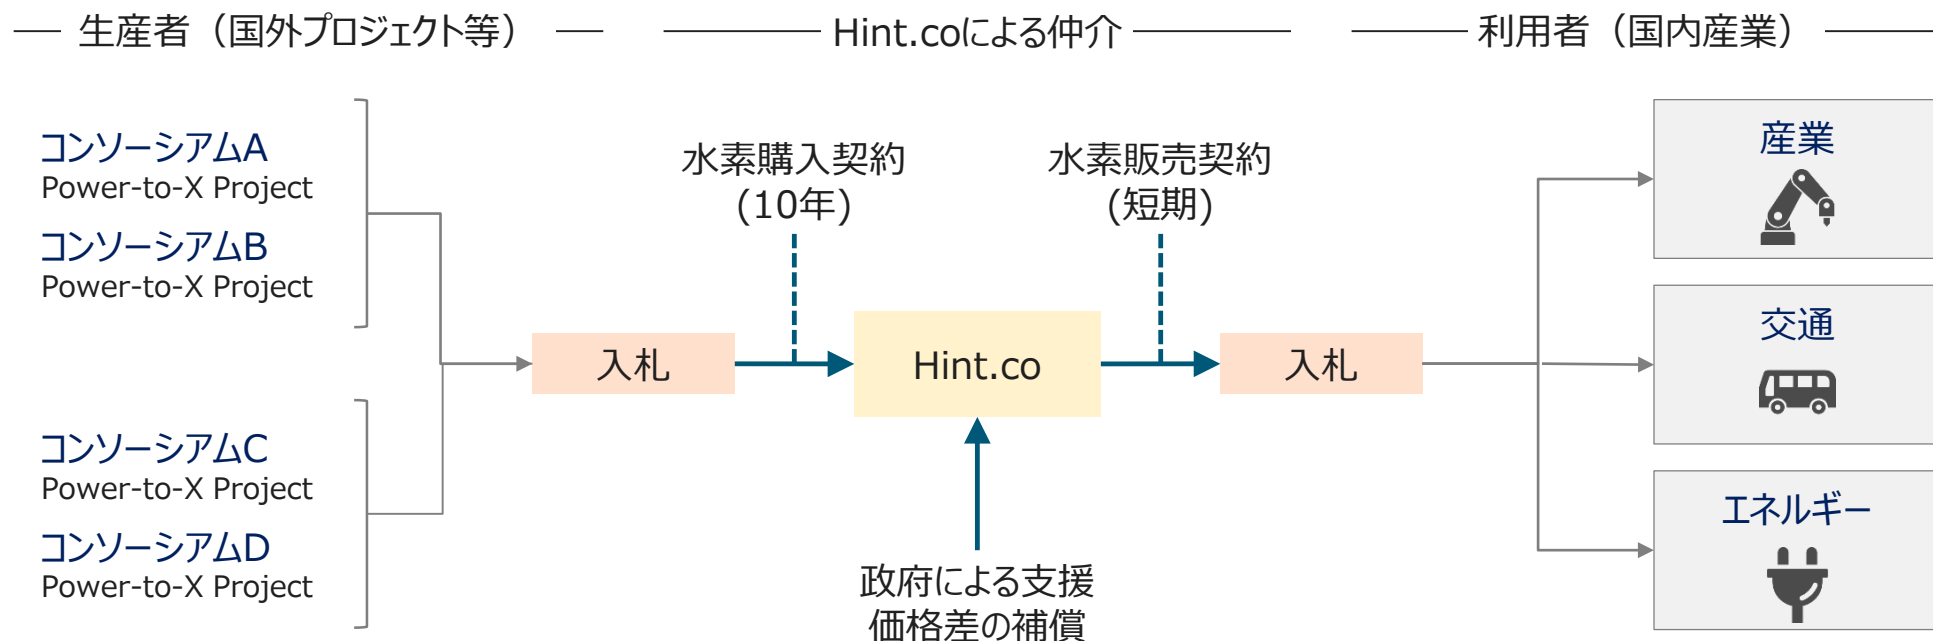 生産者（国外プロジェクト等）
Hint.coによる仲介
利用者（国内産業）
コンソーシアムA
Power-to-X Project
コンソーシアムB
Power-to-X Project
コンソーシアムC
Power-to-X Project
コンソーシアムD
Power-to-X Project
入札
水素購入契約
(10年)
Hint.co
政府による支援
価格差の補償
水素販売契約
(短期)
入札
産業
交通
エネルギー